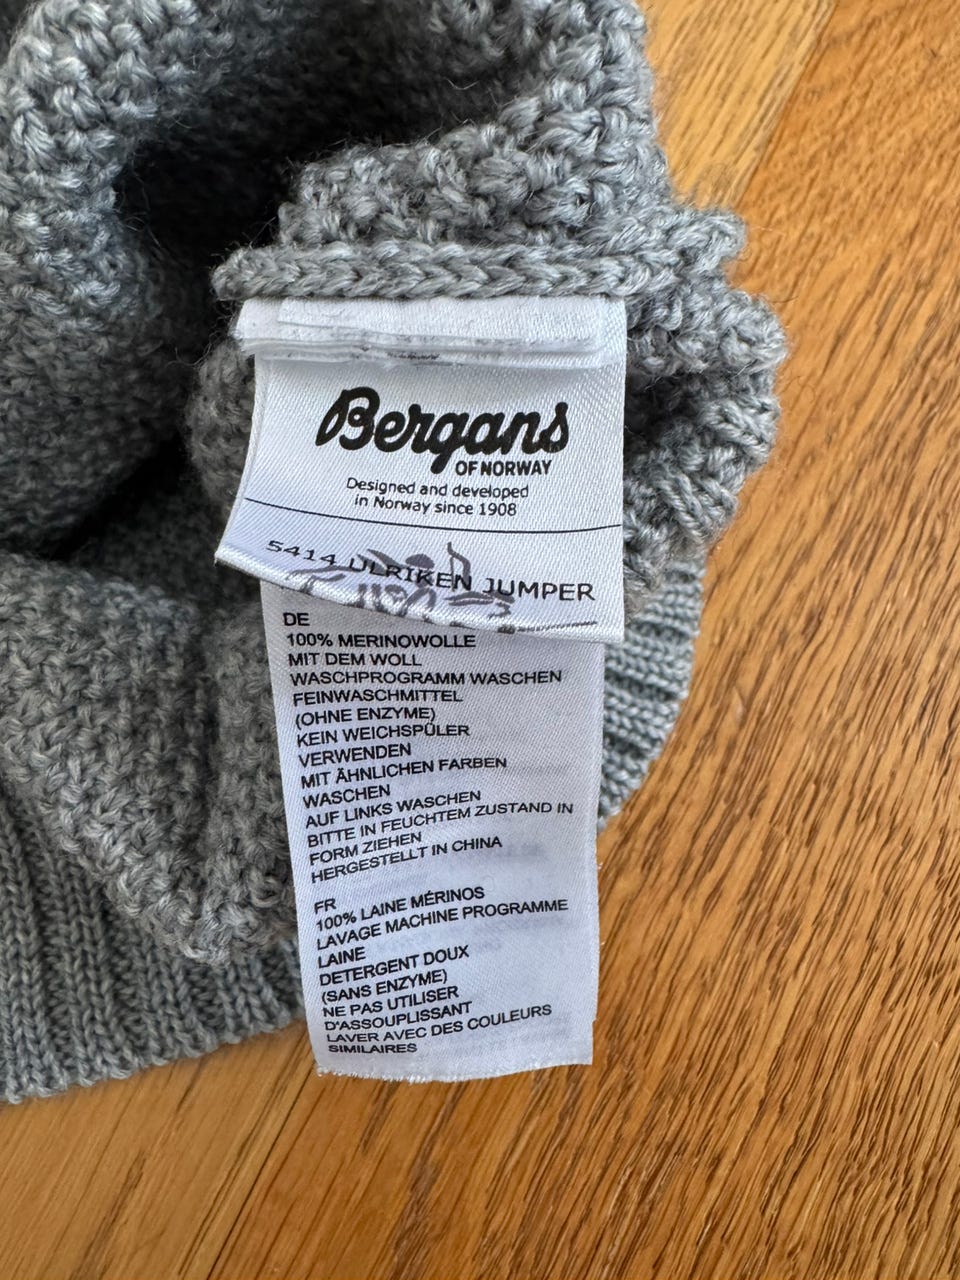 Bergans
OF NORWAY
Designed and developed
in Norway since 1908
5414 ULRIKEN JUMPER
DE
100% MERINOWOLLE
MIT DEM WOLL
WASCHPROGRAMM WASCHEN
FEINWASCHMITTEL
(OHNE ENZYME)
KEIN WEICHSPÜLER
VERWENDEN
MIT ÄHNLICHEN FARBEN
WASCHEN
AUF LINKS WASCHEN
BITTE IN FEUCHTEM ZUSTAND IN
FORM ZIEHEN
HERGESTELLT IN CHINA
FR
100% LAINE MÉRINOS
LAVAGE MACHINE PROGRAMME
LAINE
DETERGENT DOUX
(SANS ENZYME)
NE PAS UTILISER
D'ASSOUPLISSANT
LAVER AVEC DES COULEURS
SIMILAIRES